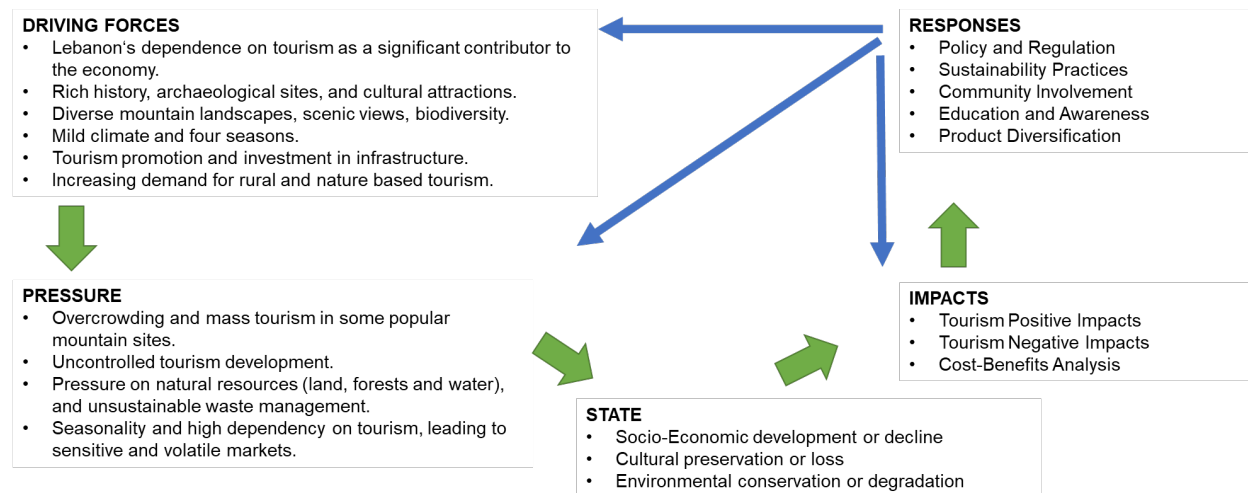 DRIVING FORCES
• Lebanon‘s dependence on tourism as a significant contributor to
the economy.
• Rich history, archaeological sites, and cultural attractions.
• Diverse mountain landscapes, scenic views, biodiversity.
• Mild climate and four seasons.
• Tourism promotion and investment in infrastructure.
• Increasing demand for rural and nature based tourism.
RESPONSES
• Policy and Regulation
• Sustainability Practices
• Community Involvement
• Education and Awareness
• Product Diversification
PRESSURE
• Overcrowding and mass tourism in some popular
mountain sites.
• Uncontrolled tourism development.
• Pressure on natural resources (land, forests and water),
and unsustainable waste management.
• Seasonality and high dependency on tourism, leading to
sensitive and volatile markets.
IMPACTS
• Tourism Positive Impacts
• Tourism Negative Impacts
• Cost-Benefits Analysis
STATE
• Socio-Economic development or decline
• Cultural preservation or loss
• Environmental conservation or degradation